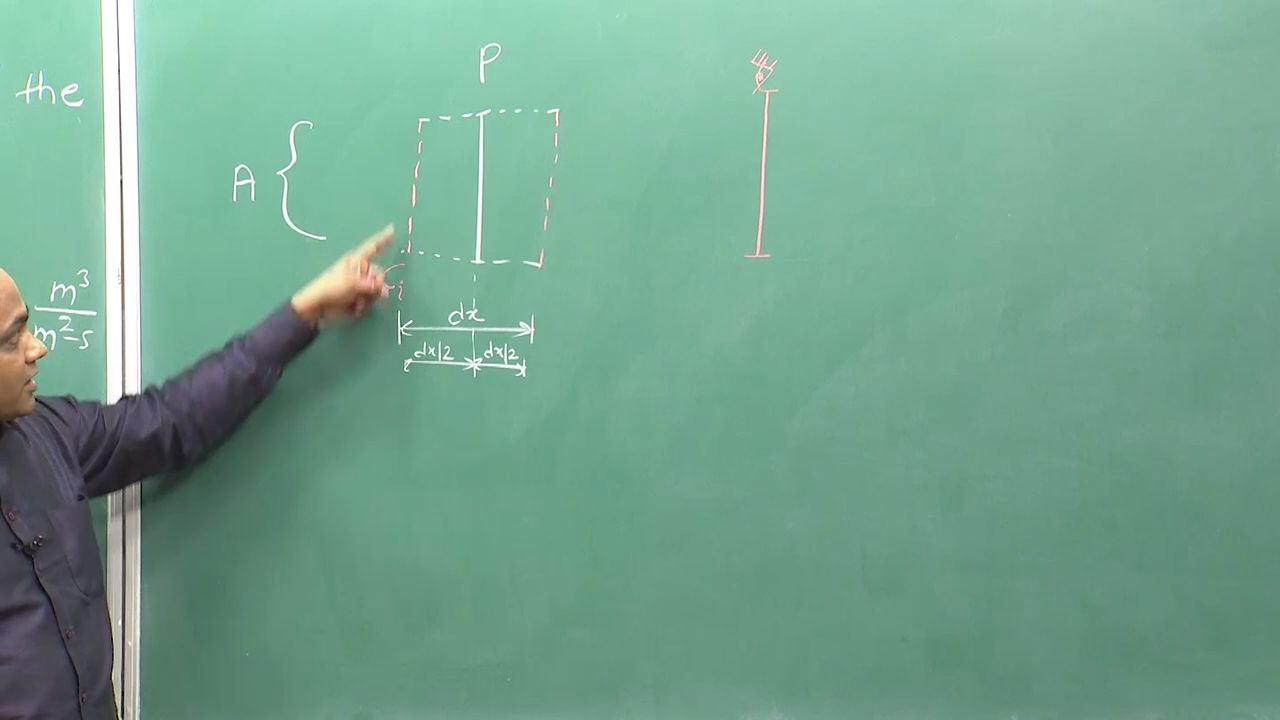 the
m³
m²-s
P
A
i
dx
dx/2 dx/2